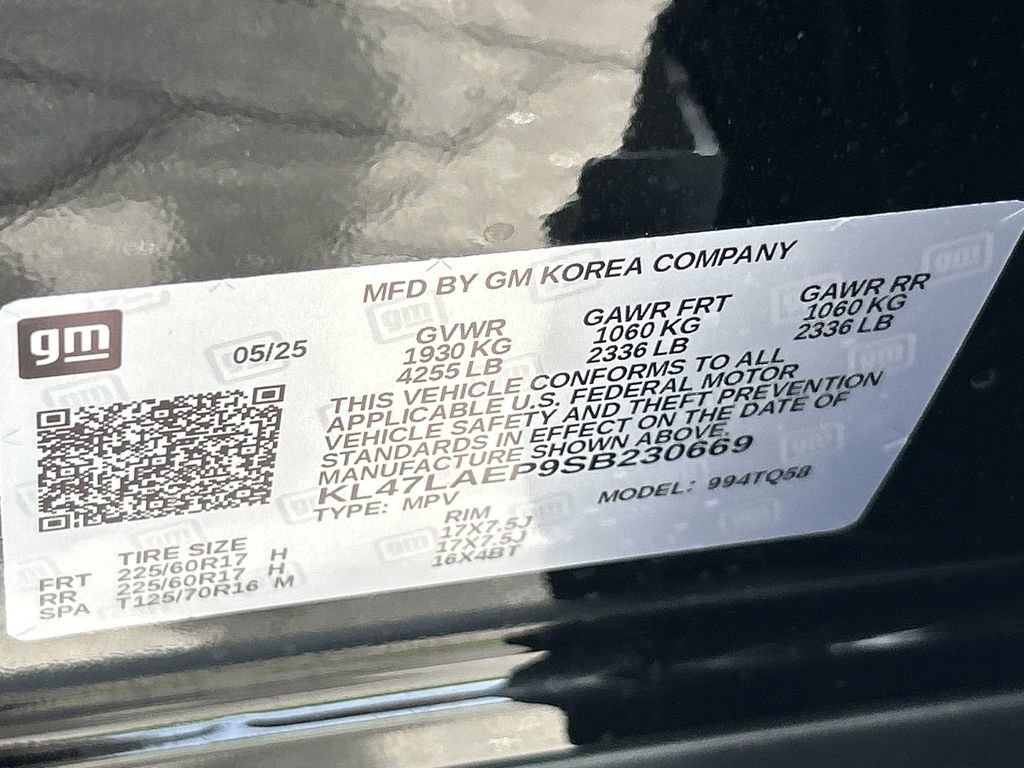 MFD BY GM KOREA COMPANY
gm
05/25
GVWR
1930 KG
4255 LB
GAWR FRT
1060 KG
2336 LB
GAWR RR
1060 KG
2336 LB
THIS VEHICLE CONFORMS TO ALL
APPLICABLE U.S. FEDERAL MOTOR
VEHICLE SAFETY AND THEFT PREVENTION
STANDARDS IN EFFECT ON THE DATE OF
MANUFACTURE SHOWN ABOVE.
KL47LAEP9SB230669
TYPE: MPV MODEL: 994TQ58
TIRE SIZE RIM
FRT 225/60R17 H 17X7.5J
RR 225/60R17 H 17X7.5J
SPA T125/70R16 M 16X4BT